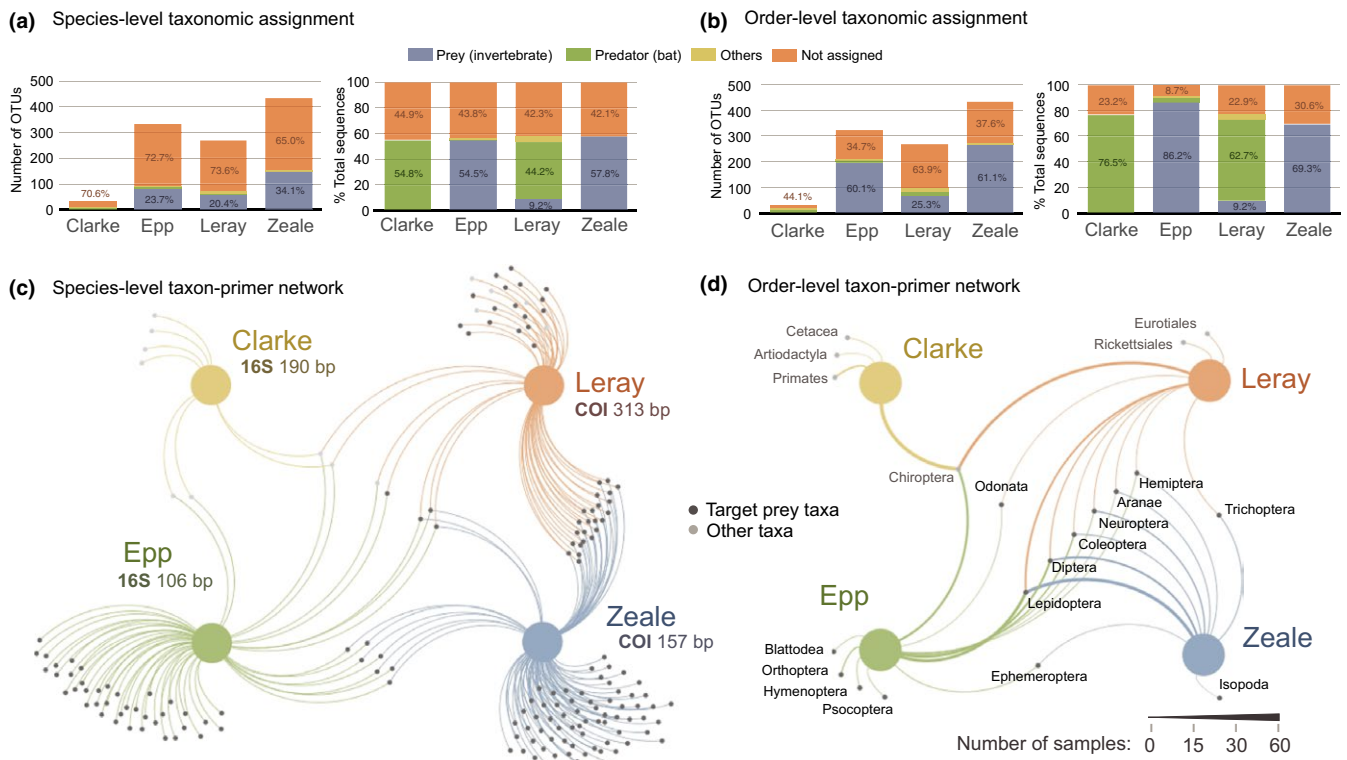 (a) Species-level taxonomic assignment
(b) Order-level taxonomic assignment
Prey (invertebrate) Predator (bat) Others Not assigned
Number of OTUs
500
400
300
200
100
0
70.6%
72.7%
23.7%
73.6%
20.4%
65.0%
34.1%
Clarke Epp Leray Zeale
% Total sequences
100
80
60
40
20
0
44.9%
54.8%
43.8%
54.5%
42.3%
44.2%
9.2%
42.1%
57.8%
Clarke Epp Leray Zeale
Number of OTUs
500
400
300
200
100
0
44.1%
34.7%
60.1%
63.9%
25.3%
37.6%
61.1%
Clarke Epp Leray Zeale
% Total sequences
100
80
60
40
20
0
23.2%
76.5%
8.7%
86.2%
22.9%
62.7%
9.2%
30.6%
69.3%
Clarke Epp Leray Zeale
(c) Species-level taxon-primer network
Clarke
16S 190 bp
Leray
COI 313 bp
Epp
16S 106 bp
Zeale
COI 157 bp
Target prey taxa
Other taxa
(d) Order-level taxon-primer network
Cetacea
Artiodactyla
Primates
Clarke
Eurotiales
Rickettsiales
Leray
Chiroptera
Odonata
Hemiptera
Aranae
Neuroptera
Trichoptera
Coleoptera
Diptera
Lepidoptera
Epp
Zeale
Blattodea
Orthoptera
Hymenoptera
Psocoptera
Ephemeroptera
Isopoda
Number of samples: 0 15 30 60